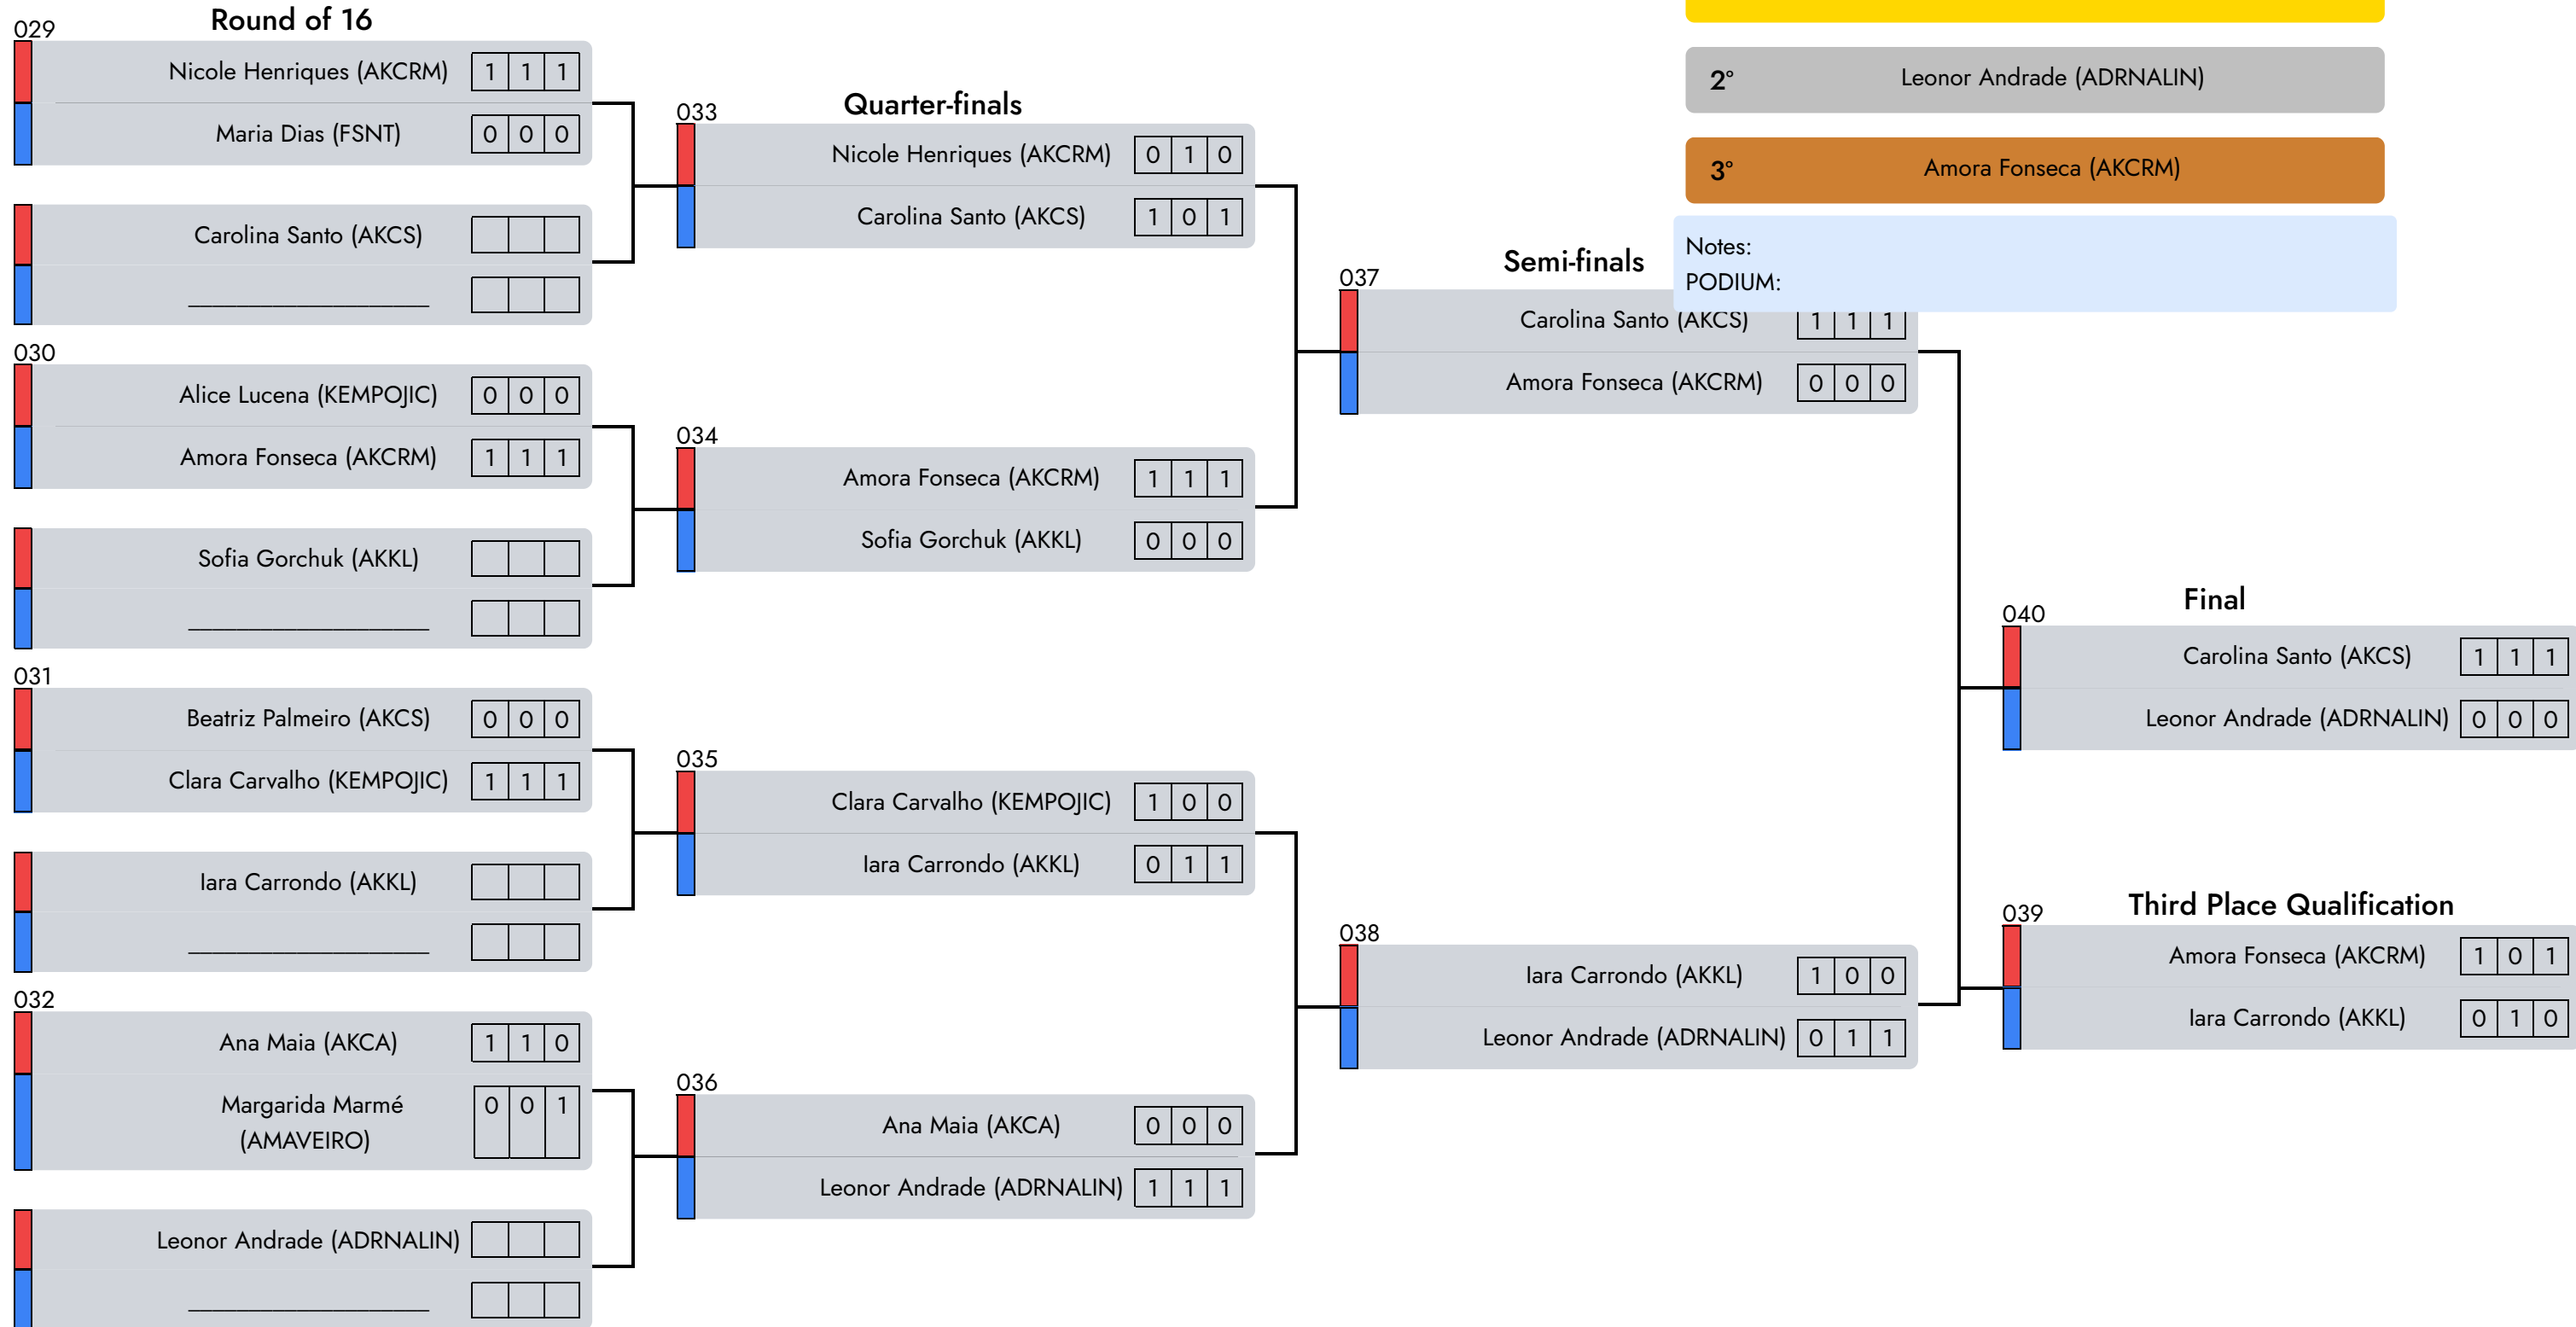 Round of 16
029
Nicole Henriques (AKCRM) 1 1 1
Maria Dias (FSNT) 0 0 0
Carolina Santo (AKCS)
____________________
030
Alice Lucena (KEMPOJIC) 0 0 0
Amora Fonseca (AKCRM) 1 1 1
Sofia Gorchuk (AKKL)
____________________
031
Beatriz Palmeiro (AKCS) 0 0 0
Clara Carvalho (KEMPOJIC) 1 1 1
Iara Carrondo (AKKL)
____________________
032
Ana Maia (AKCA) 1 1 0
Margarida Marmé 0 0 1
(AMAVEIRO)
Leonor Andrade (ADRNALIN)
____________________
Quarter-finals
033
Nicole Henriques (AKCRM) 0 1 0
Carolina Santo (AKCS) 1 0 1
034
Amora Fonseca (AKCRM) 1 1 1
Sofia Gorchuk (AKKL) 0 0 0
035
Clara Carvalho (KEMPOJIC) 1 0 0
Iara Carrondo (AKKL) 0 1 1
036
Ana Maia (AKCA) 0 0 0
Leonor Andrade (ADRNALIN) 1 1 1
Semi-finals
037
Carolina Santo (AKCS) 1 1 1
Amora Fonseca (AKCRM) 0 0 0
038
Iara Carrondo (AKKL) 1 0 0
Leonor Andrade (ADRNALIN) 0 1 1
2° Leonor Andrade (ADRNALIN)
3° Amora Fonseca (AKCRM)
Notes:
PODIUM:
Final
040
Carolina Santo (AKCS) 1 1 1
Leonor Andrade (ADRNALIN) 0 0 0
Third Place Qualification
039
Amora Fonseca (AKCRM) 1 0 1
Iara Carrondo (AKKL) 0 1 0